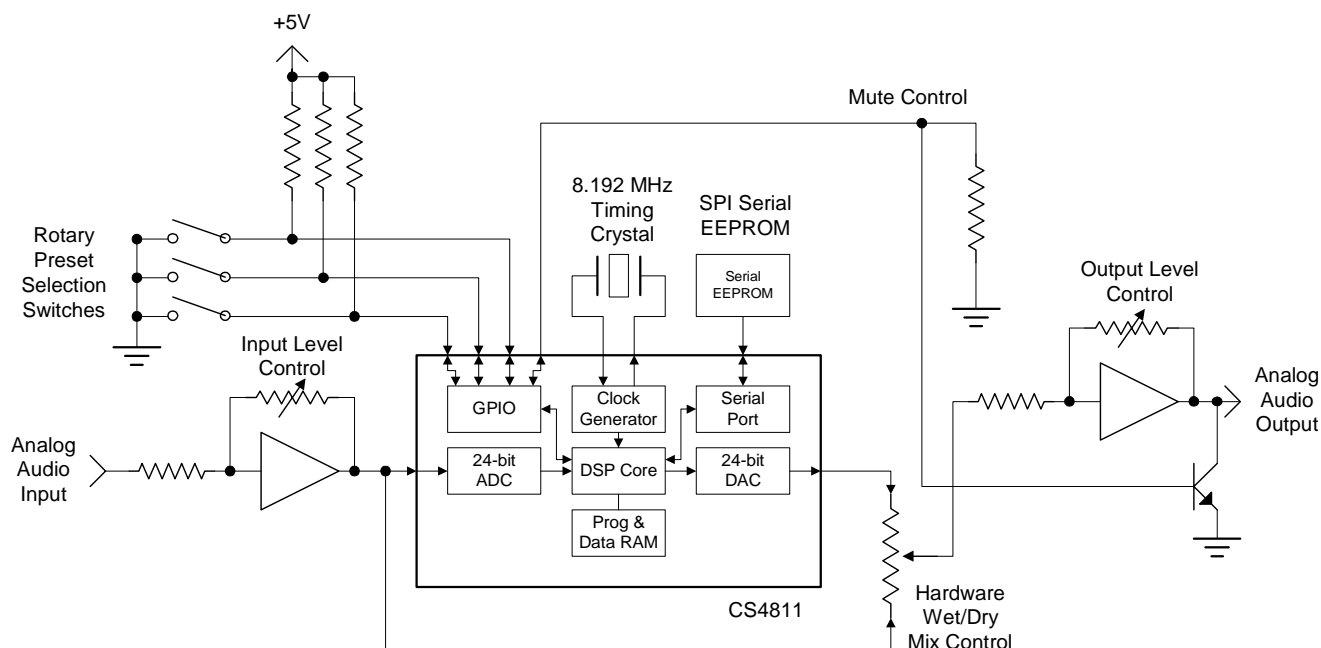 +5V
Mute Control
8.192 MHz
Timing
Crystal
SPI Serial
EEPROM
Rotary
Preset
Selection
Switches
Serial
EEPROM
Output Level
Control
Input Level
Control
GPIO
Clock
Generator
Serial
Port
Analog
Audio
Output
Analog
Audio
Input
24-bit
ADC
DSP Core
24-bit
DAC
Prog &
Data RAM
CS4811
Hardware
Wet/Dry
Mix Control